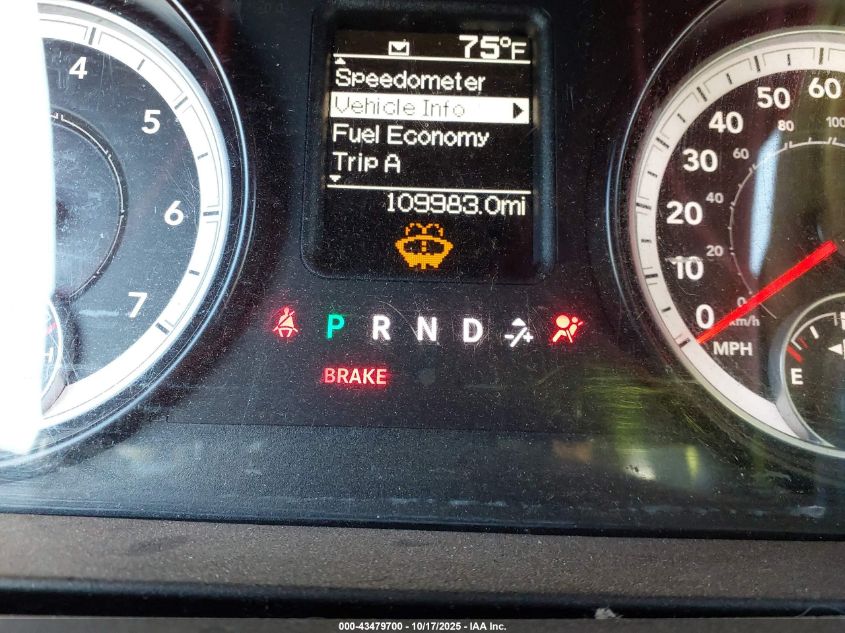 75°F
Speedometer
Vehicle Info
Fuel Economy
Trip A
109983.0mi
4
5
6
7
H
P R N D -/+
BRAKE
0 10 20 30 40 50 60
0 20 40 60 80 100
km/h
MPH
E
000-43479700 - 10/17/2025 - IAA Inc.